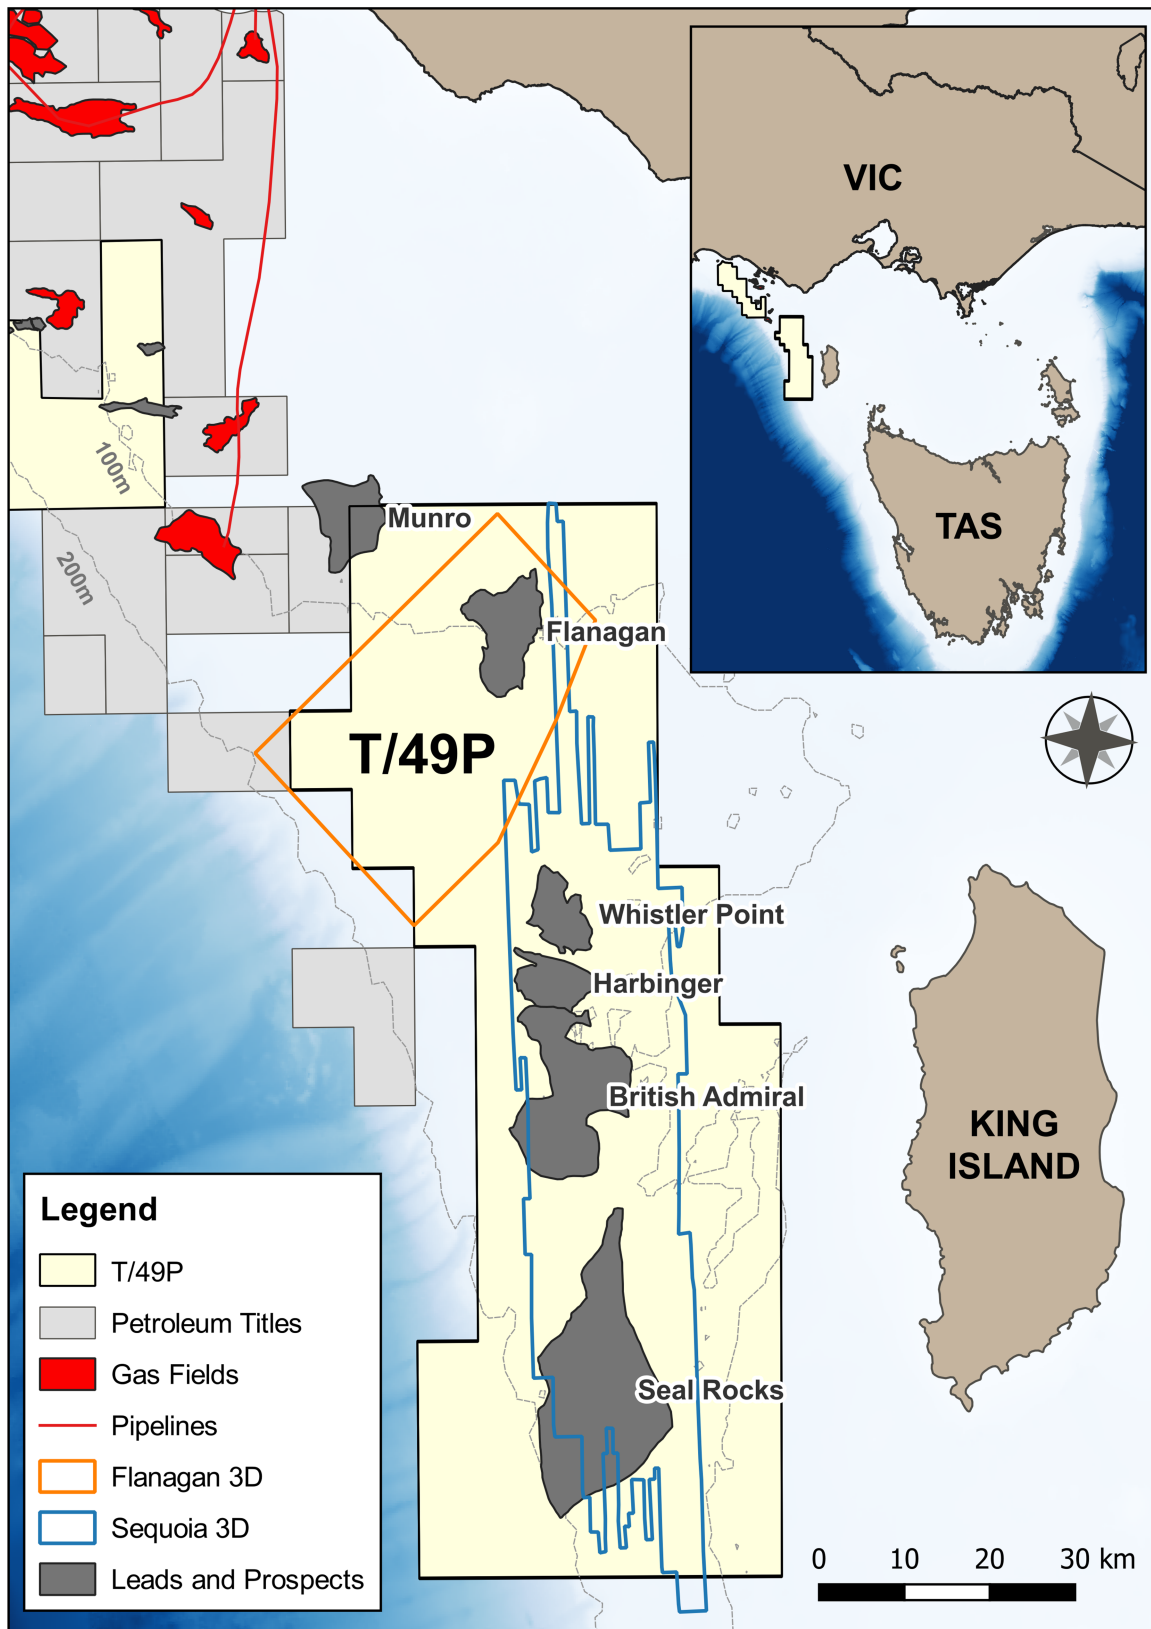 VIC
TAS
100m
200m
Munro
Flanagan
T/49P
Whistler Point
Harbinger
British Admiral
Seal Rocks
KING
ISLAND
Legend
T/49P
Petroleum Titles
Gas Fields
Pipelines
Flanagan 3D
Sequoia 3D
Leads and Prospects
0 10 20 30 km